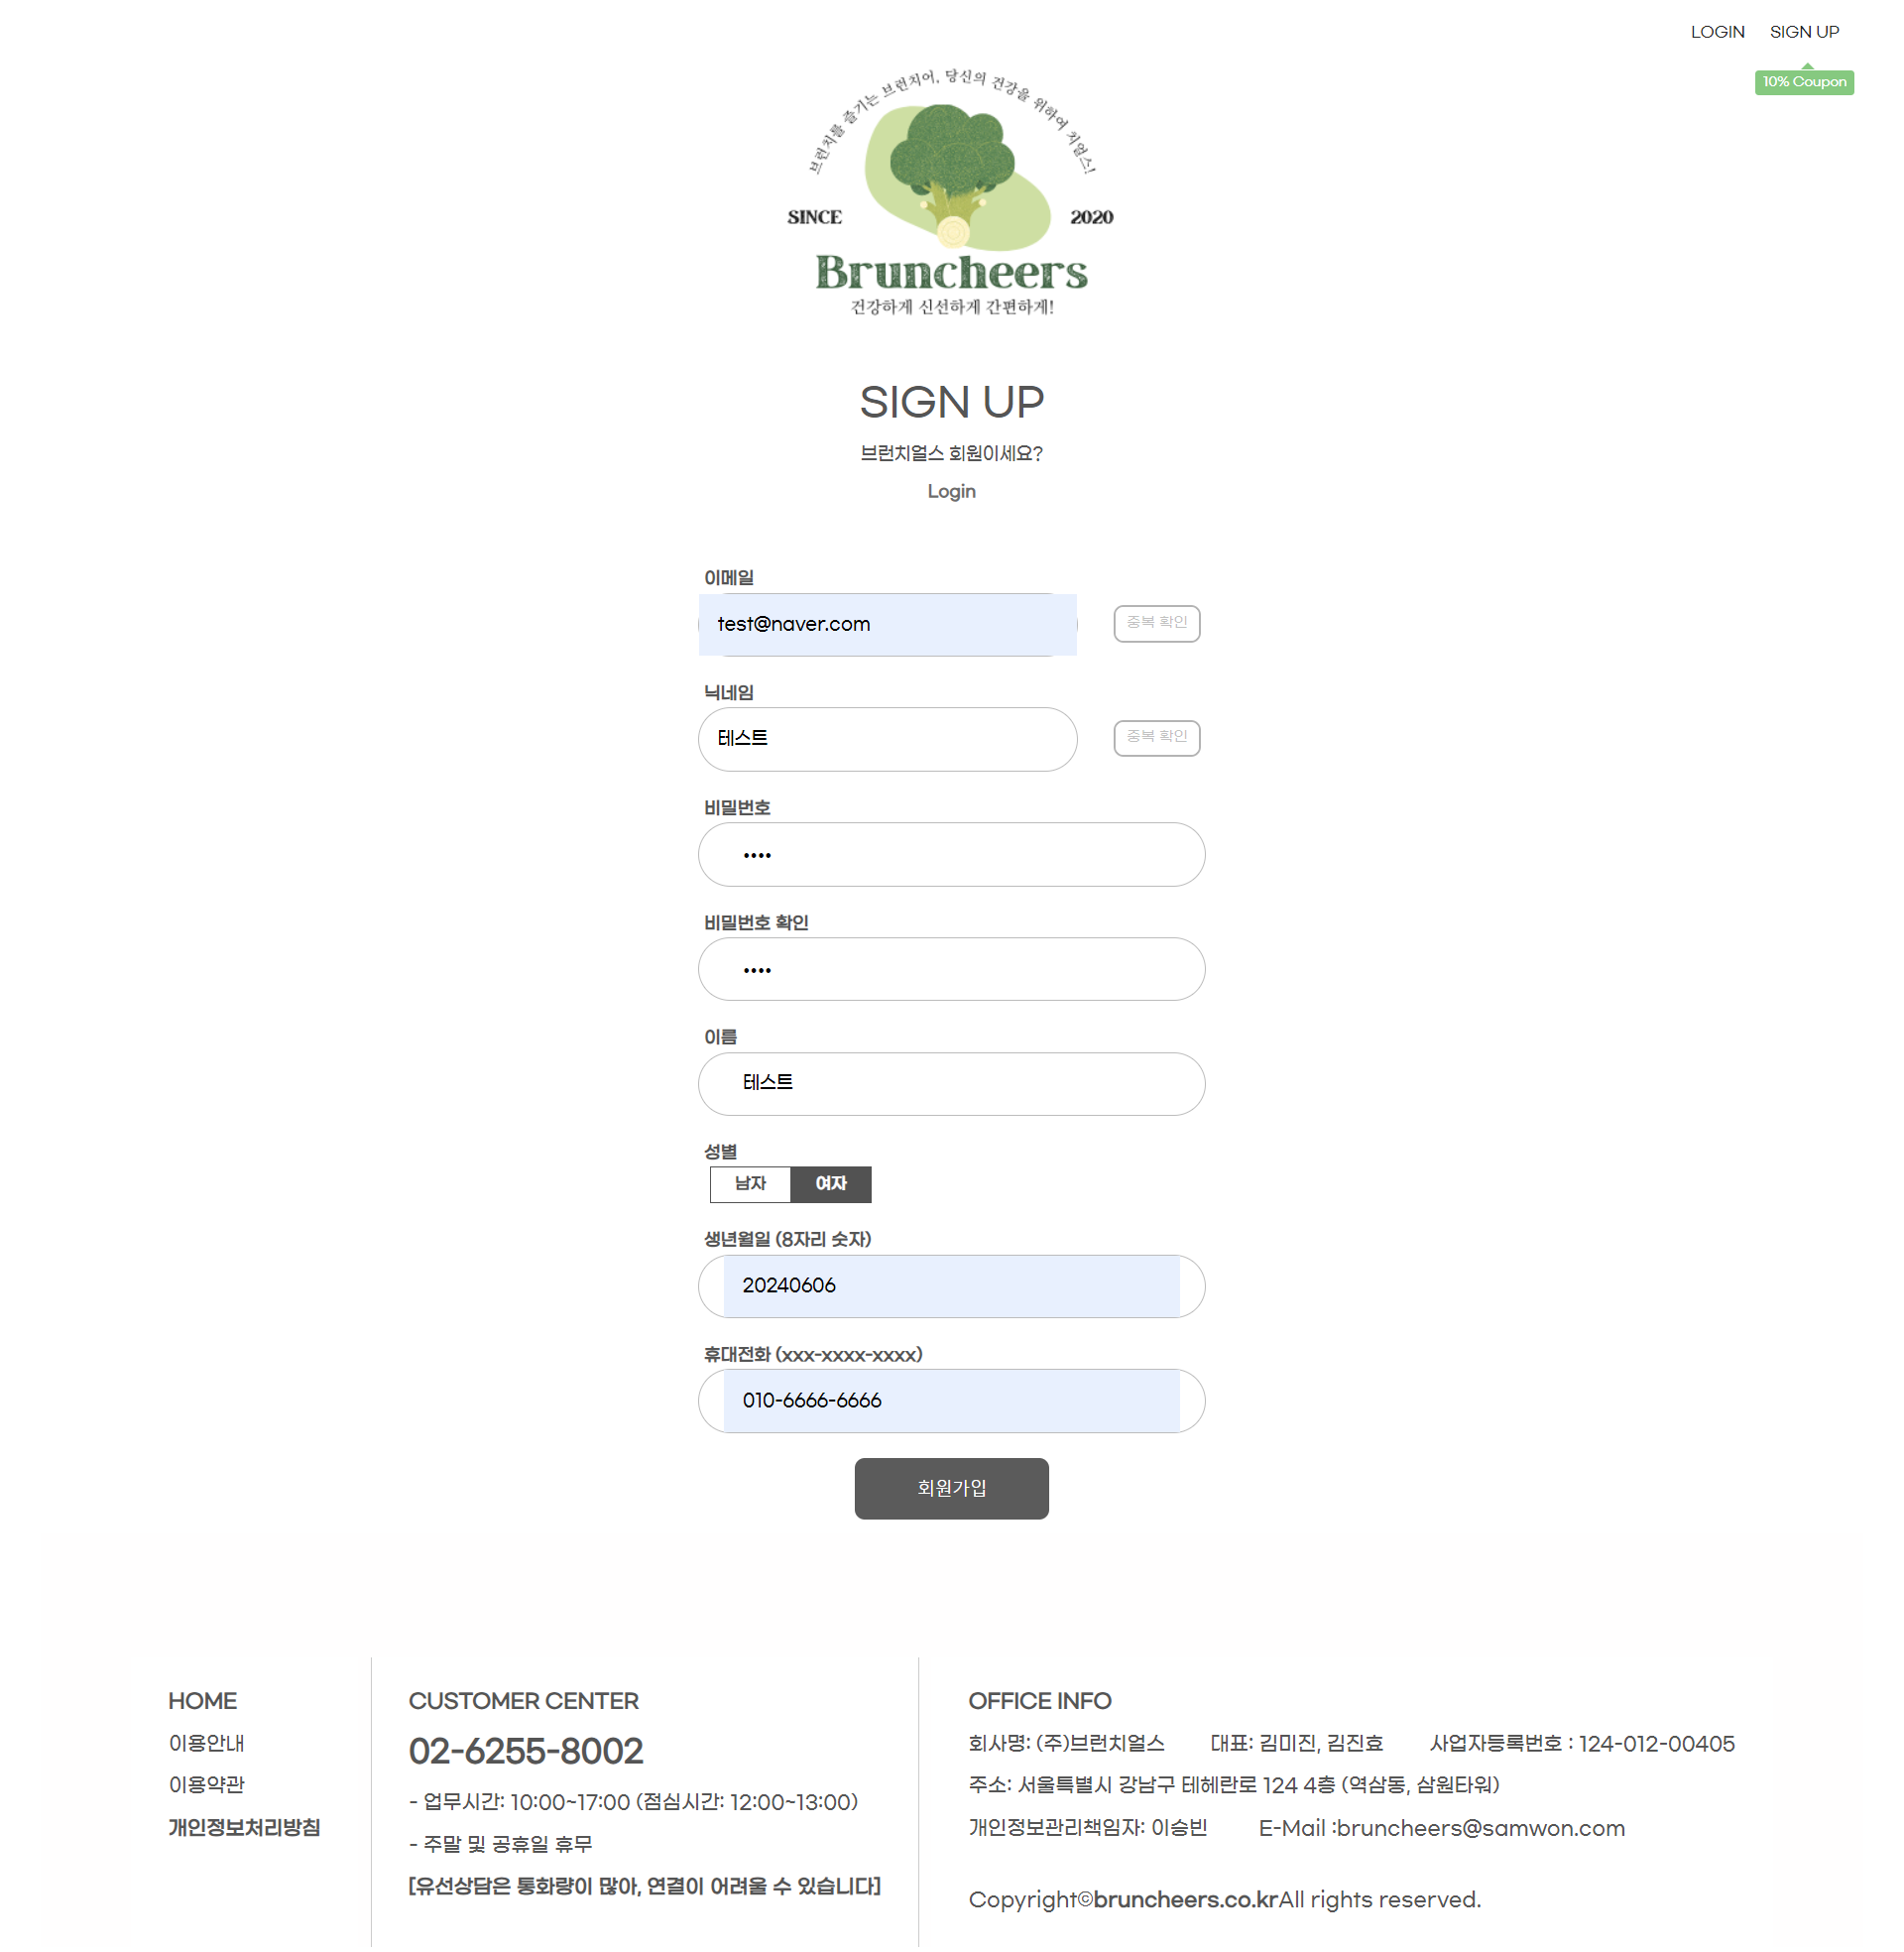 LOGIN SIGN UP
10% Coupon
브런치를 즐기는 브런치어, 당신의 건강을 위하여 치얼스!
SINCE 2020
Bruncheers
건강하게 신선하게 간편하게!
SIGN UP
브런치얼스 회원이세요?
Login
이메일
test@naver.com 중복 확인
닉네임
테스트 중복 확인
비밀번호
••••
비밀번호 확인
••••
이름
테스트
성별
남자 여자
생년월일 (8자리 숫자)
20240606
휴대전화 (xxx-xxxx-xxxx)
010-6666-6666
회원가입
HOME
이용안내
이용약관
개인정보처리방침
CUSTOMER CENTER
02-6255-8002
- 업무시간: 10:00~17:00 (점심시간: 12:00~13:00)
- 주말 및 공휴일 휴무
[유선상담은 통화량이 많아, 연결이 어려울 수 있습니다]
OFFICE INFO
회사명: (주)브런치얼스 대표: 김미진, 김진효 사업자등록번호 : 124-012-00405
주소: 서울특별시 강남구 테헤란로 124 4층 (역삼동, 삼원타워)
개인정보관리책임자: 이승빈 E-Mail :bruncheers@samwon.com
Copyright©bruncheers.co.krAll rights reserved.